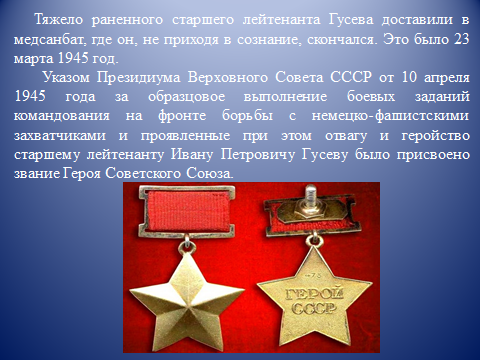 Тяжело раненного старшего лейтенанта Гусева доставили в
медсанбат, где он, не приходя в сознание, скончался. Это было 23
марта 1945 год.
Указом Президиума Верховного Совета СССР от 10 апреля
1945 года за образцовое выполнение боевых заданий
командования на фронте борьбы с немецко-фашистскими
захватчиками и проявленные при этом отвагу и геройство
старшему лейтенанту Ивану Петровичу Гусеву было присвоено
звание Героя Советского Союза.
ГЕРОЙ
СССР